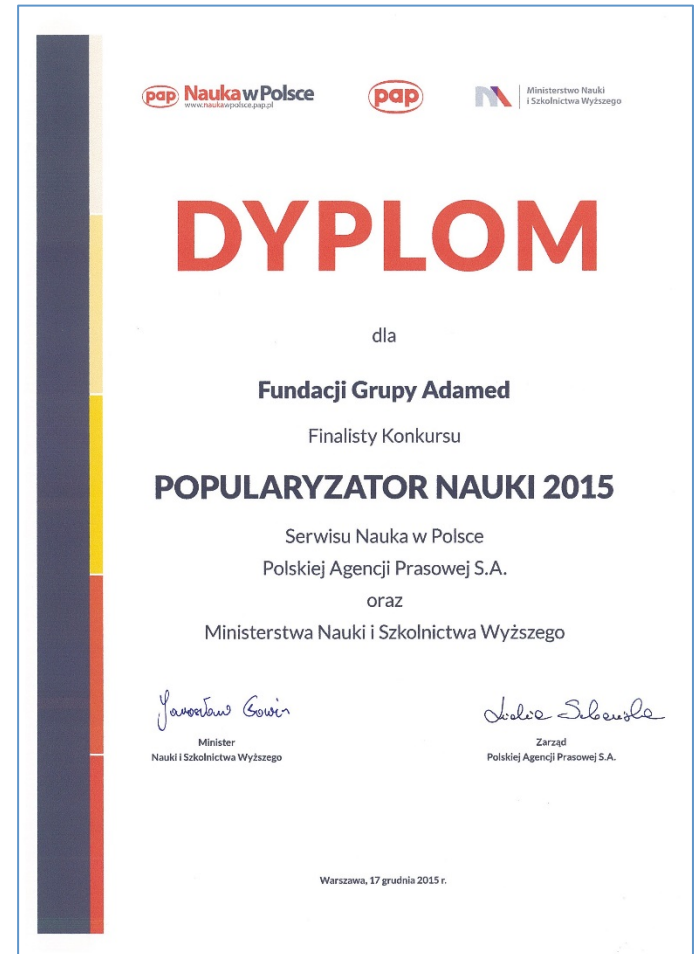 pap Nauka w Polsce
www.naukawpolsce.pap.pl
pap
Ministerstwo Nauki
i Szkolnictwa Wyższego
DYPLOM
dla
Fundacji Grupy Adamed
Finalisty Konkursu
POPULARYZATOR NAUKI 2015
Serwisu Nauka w Polsce
Polskiej Agencji Prasowej S.A.
oraz
Ministerstwa Nauki i Szkolnictwa Wyższego
Jarosław Gowin
Minister
Nauki i Szkolnictwa Wyższego
Zarząd
Polskiej Agencji Prasowej S.A.
Warszawa, 17 grudnia 2015 r.